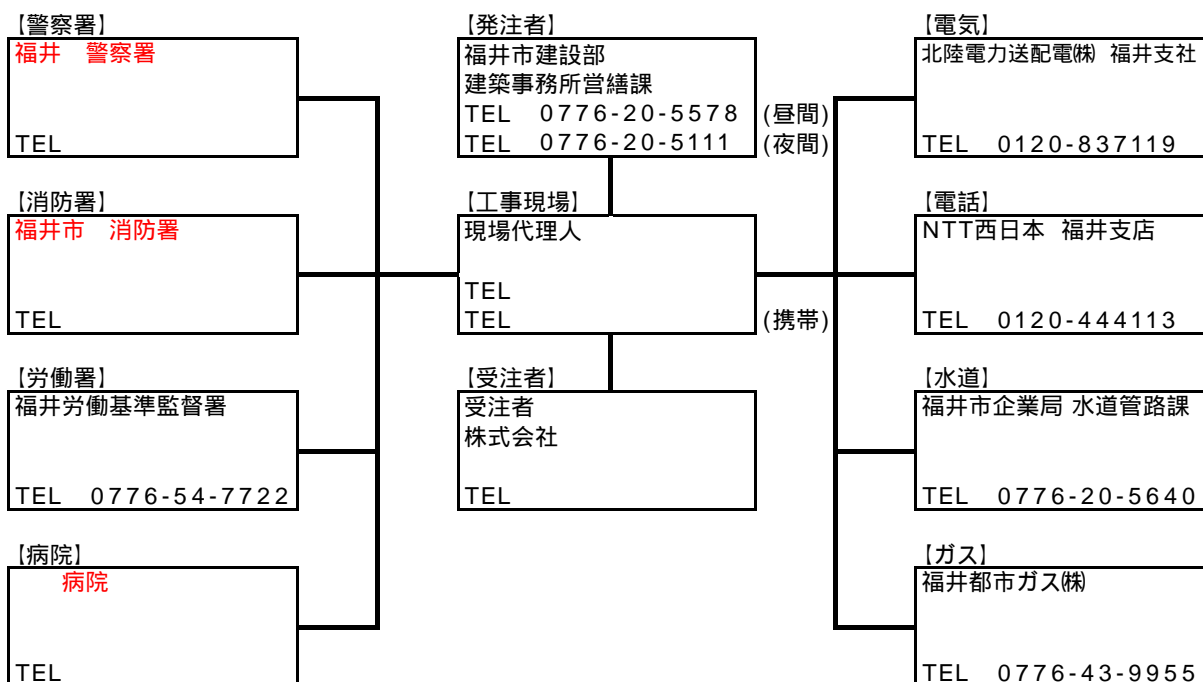 【警察署】
福井　警察署
TEL
【消防署】
福井市　消防署
TEL
【労働署】
福井労働基準監督署
TEL 0776-54-7722
【病院】
病院
TEL
【発注者】
福井市建設部
建築事務所営繕課
TEL 0776-20-5578 (昼間)
TEL 0776-20-5111 (夜間)
【工事現場】
現場代理人
TEL
TEL (携帯)
【受注者】
受注者
株式会社
TEL
【電気】
北陸電力送配電㈱ 福井支社
TEL 0120-837119
【電話】
NTT西日本 福井支店
TEL 0120-444113
【水道】
福井市企業局 水道管路課
TEL 0776-20-5640
【ガス】
福井都市ガス㈱
TEL 0776-43-9955